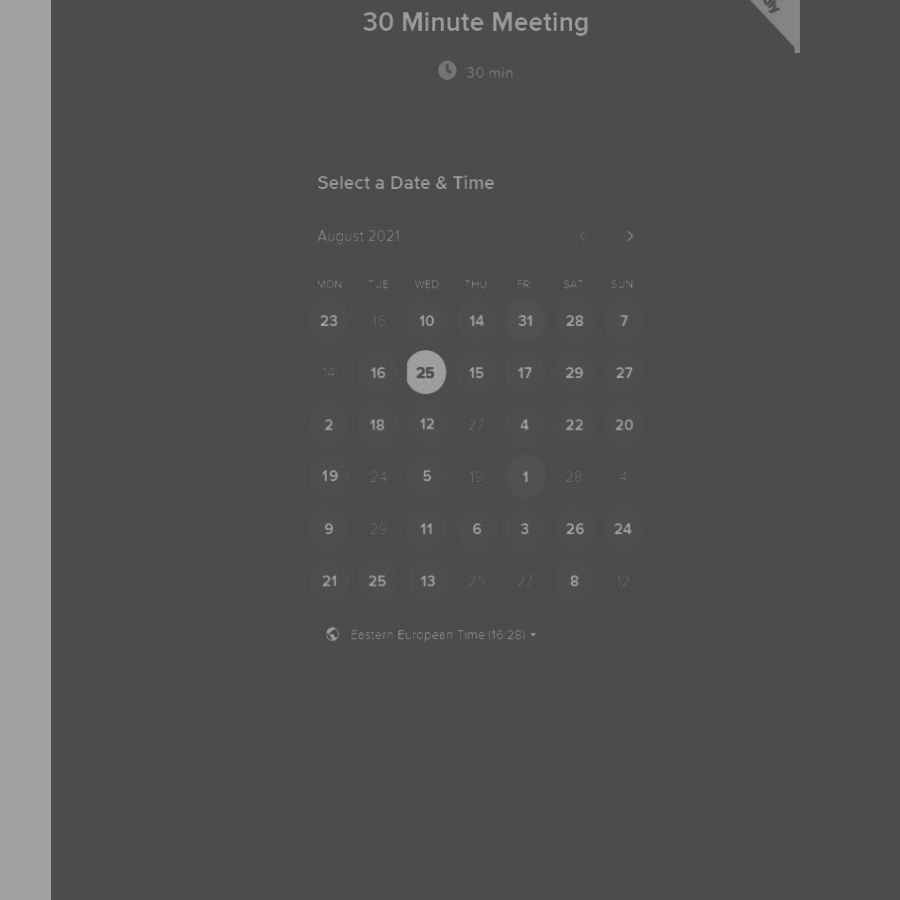 30 Minute Meeting
30 min
Select a Date & Time
August 2021
MON TUE WED THU FRI SAT SUN
23 16 10 14 31 28 7
14 16 25 15 17 29 27
2 18 12 27 4 22 20
19 24 5 19 1 28 4
9 29 11 6 3 26 24
21 25 13 25 27 8 12
Eastern European Time (16:28)